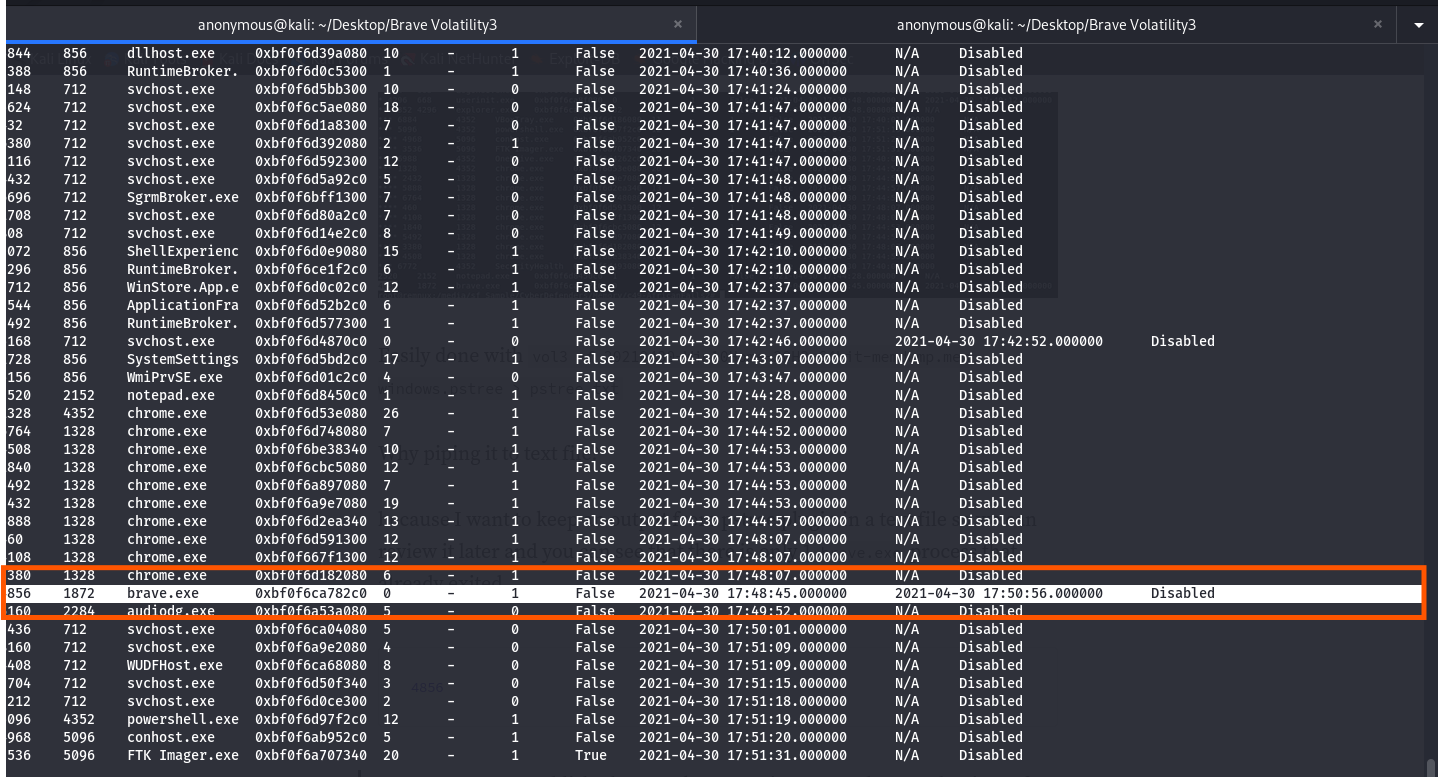 anonymous@kali: ~/Desktop/Brave Volatility3 × anonymous@kali: ~/Desktop/Brave Volatility3 ×
844 856 dllhost.exe 0xbf0f6d39a080 10 - 1 False 2021-04-30 17:40:12.000000 N/A Disabled
388 856 RuntimeBroker. 0xbf0f6d0c5300 1 - 1 False 2021-04-30 17:40:36.000000 N/A Disabled
148 712 svchost.exe 0xbf0f6d5bb300 10 - 0 False 2021-04-30 17:41:24.000000 N/A Disabled
624 712 svchost.exe 0xbf0f6c5ae080 18 - 0 False 2021-04-30 17:41:47.000000 N/A Disabled
32 712 svchost.exe 0xbf0f6d1a8300 7 - 0 False 2021-04-30 17:41:47.000000 N/A Disabled
380 712 svchost.exe 0xbf0f6d392080 2 - 1 False 2021-04-30 17:41:47.000000 N/A Disabled
116 712 svchost.exe 0xbf0f6d592300 12 - 0 False 2021-04-30 17:41:47.000000 N/A Disabled
432 712 svchost.exe 0xbf0f6d5a92c0 5 - 0 False 2021-04-30 17:41:48.000000 N/A Disabled
696 712 SgrmBroker.exe 0xbf0f6bff1300 7 - 0 False 2021-04-30 17:41:48.000000 N/A Disabled
708 712 svchost.exe 0xbf0f6d80a2c0 7 - 0 False 2021-04-30 17:41:48.000000 N/A Disabled
08 712 svchost.exe 0xbf0f6d14e2c0 8 - 0 False 2021-04-30 17:41:49.000000 N/A Disabled
072 856 ShellExperienc 0xbf0f6d0e9080 15 - 1 False 2021-04-30 17:42:10.000000 N/A Disabled
296 856 RuntimeBroker. 0xbf0f6ce1f2c0 6 - 1 False 2021-04-30 17:42:10.000000 N/A Disabled
712 856 WinStore.App.e 0xbf0f6d0c02c0 12 - 1 False 2021-04-30 17:42:37.000000 N/A Disabled
544 856 ApplicationFra 0xbf0f6d52b2c0 6 - 1 False 2021-04-30 17:42:37.000000 N/A Disabled
492 856 RuntimeBroker. 0xbf0f6d577300 1 - 1 False 2021-04-30 17:42:37.000000 N/A Disabled
168 712 svchost.exe 0xbf0f6d4870c0 0 - 0 False 2021-04-30 17:42:46.000000 2021-04-30 17:42:52.000000 Disabled
728 856 SystemSettings 0xbf0f6d5bd2c0 17 - 1 False 2021-04-30 17:43:07.000000 N/A Disabled
156 856 WmiPrvSE.exe 0xbf0f6d01c2c0 4 - 0 False 2021-04-30 17:43:47.000000 N/A Disabled
520 2152 notepad.exe 0xbf0f6d8450c0 1 - 1 False 2021-04-30 17:44:28.000000 N/A Disabled
328 4352 chrome.exe 0xbf0f6d53e080 26 - 1 False 2021-04-30 17:44:52.000000 N/A Disabled
764 1328 chrome.exe 0xbf0f6d748080 7 - 1 False 2021-04-30 17:44:52.000000 N/A Disabled
508 1328 chrome.exe 0xbf0f6be38340 10 - 1 False 2021-04-30 17:44:53.000000 N/A Disabled
840 1328 chrome.exe 0xbf0f6cbc5080 12 - 1 False 2021-04-30 17:44:53.000000 N/A Disabled
492 1328 chrome.exe 0xbf0f6a897080 7 - 1 False 2021-04-30 17:44:53.000000 N/A Disabled
432 1328 chrome.exe 0xbf0f6a9e7080 19 - 1 False 2021-04-30 17:44:53.000000 N/A Disabled
888 1328 chrome.exe 0xbf0f6d2ea340 13 - 1 False 2021-04-30 17:44:57.000000 N/A Disabled
60 1328 chrome.exe 0xbf0f6d591300 12 - 1 False 2021-04-30 17:48:07.000000 N/A Disabled
108 1328 chrome.exe 0xbf0f667f1300 12 - 1 False 2021-04-30 17:48:07.000000 N/A Disabled
380 1328 chrome.exe 0xbf0f6d182080 6 - 1 False 2021-04-30 17:48:07.000000 N/A Disabled
856 1872 brave.exe 0xbf0f6ca782c0 0 - 1 False 2021-04-30 17:48:45.000000 2021-04-30 17:50:56.000000 Disabled
160 2284 audiodg.exe 0xbf0f6a53a080 5 - 0 False 2021-04-30 17:49:52.000000 N/A Disabled
436 712 svchost.exe 0xbf0f6ca04080 5 - 0 False 2021-04-30 17:50:01.000000 N/A Disabled
160 712 svchost.exe 0xbf0f6a9e2080 4 - 0 False 2021-04-30 17:51:09.000000 N/A Disabled
408 712 WUDFHost.exe 0xbf0f6ca68080 8 - 0 False 2021-04-30 17:51:09.000000 N/A Disabled
704 712 svchost.exe 0xbf0f6d50f340 3 - 0 False 2021-04-30 17:51:15.000000 N/A Disabled
212 712 svchost.exe 0xbf0f6d0ce300 2 - 0 False 2021-04-30 17:51:18.000000 N/A Disabled
096 4352 powershell.exe 0xbf0f6d97f2c0 12 - 1 False 2021-04-30 17:51:19.000000 N/A Disabled
968 5096 conhost.exe 0xbf0f6ab952c0 5 - 1 False 2021-04-30 17:51:20.000000 N/A Disabled
536 5096 FTK Imager.exe 0xbf0f6a707340 20 - 1 True 2021-04-30 17:51:31.000000 N/A Disabled